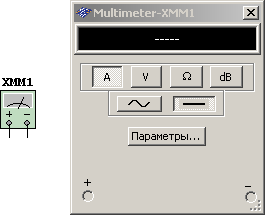 Multimeter-XMM1
XMM1
-----
A V Ω dB
Параметры...
+ -
+ -